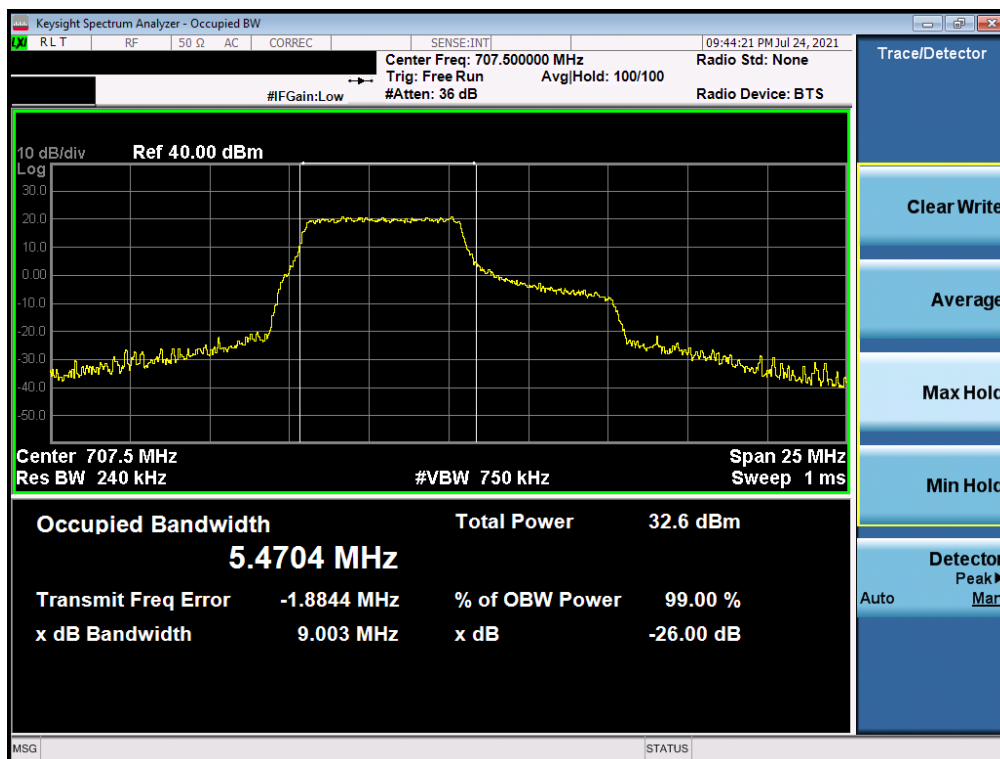 Keysight Spectrum Analyzer - Occupied BW
LXI RLT RF 50 Ω AC CORREC SENSE:INT 09:44:21 PM Jul 24, 2021
Center Freq: 707.500000 MHz Radio Std: None
Trig: Free Run Avg|Hold: 100/100
#IFGain:Low #Atten: 36 dB Radio Device: BTS
Trace/Detector
10 dB/div Ref 40.00 dBm
Log
30.0
20.0
10.0
0.00
-10.0
-20.0
-30.0
-40.0
-50.0
Center 707.5 MHz Span 25 MHz
Res BW 240 kHz #VBW 750 kHz Sweep 1 ms
Occupied Bandwidth Total Power 32.6 dBm
5.4704 MHz
Transmit Freq Error -1.8844 MHz % of OBW Power 99.00 %
x dB Bandwidth 9.003 MHz x dB -26.00 dB
Clear Write
Average
Max Hold
Min Hold
Detector
Peak▶
Auto Man
MSG STATUS